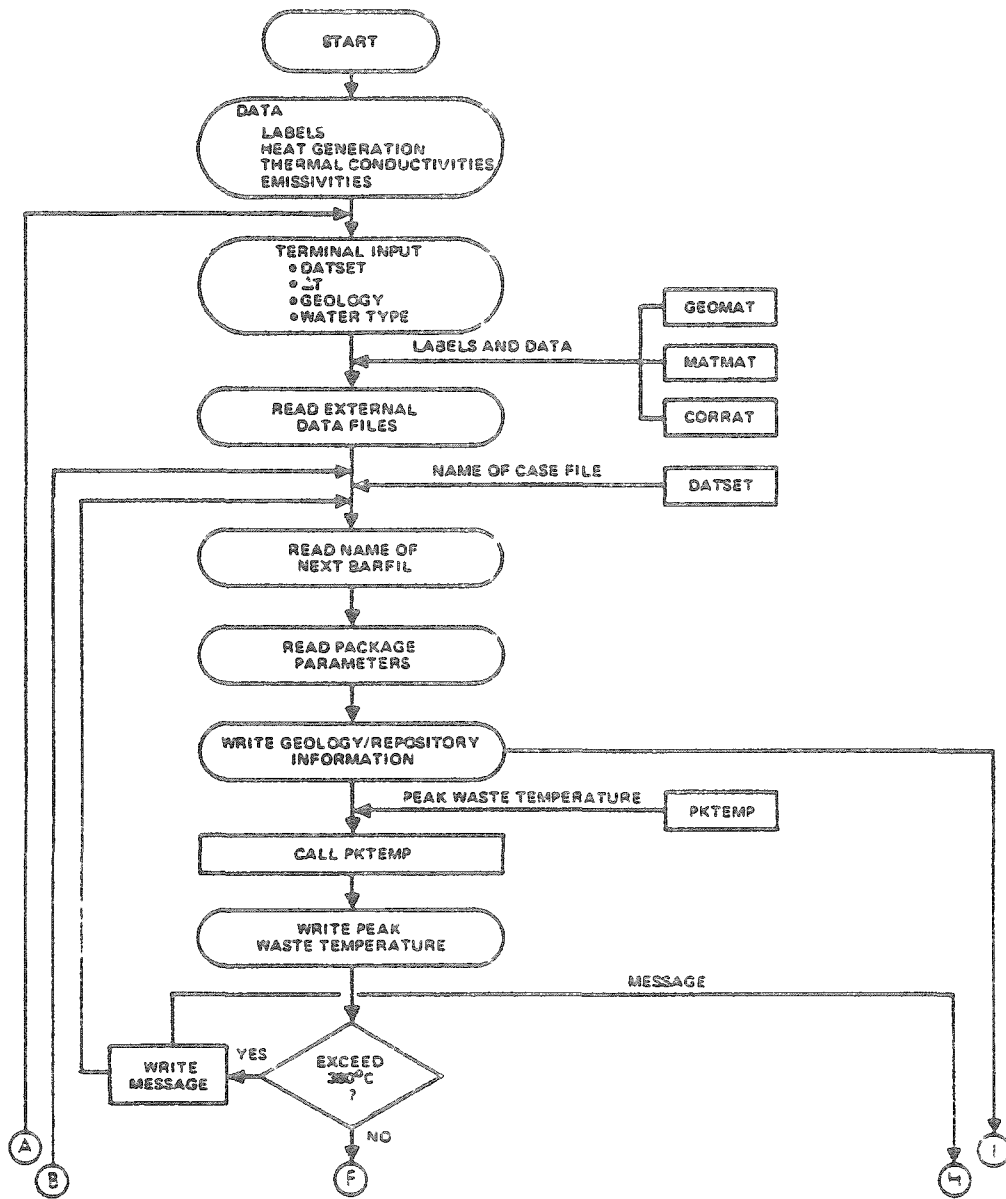 START
DATA
LABELS
HEAT GENERATION
THERMAL CONDUCTIVITIES
EMISSIVITIES
TERMINAL INPUT
• DATSET
• ΔT
• GEOLOGY
• WATER TYPE
GEOMAT
LABELS AND DATA
MATMAT
CORRAT
READ EXTERNAL
DATA FILES
NAME OF CASE FILE
DATSET
READ NAME OF
NEXT BARFIL
READ PACKAGE
PARAMETERS
WRITE GEOLOGY/REPOSITORY
INFORMATION
PEAK WASTE TEMPERATURE
PKTEMP
CALL PKTEMP
WRITE PEAK
WASTE TEMPERATURE
MESSAGE
WRITE
MESSAGE
YES
EXCEED
?
NO
A
B
F
H
I